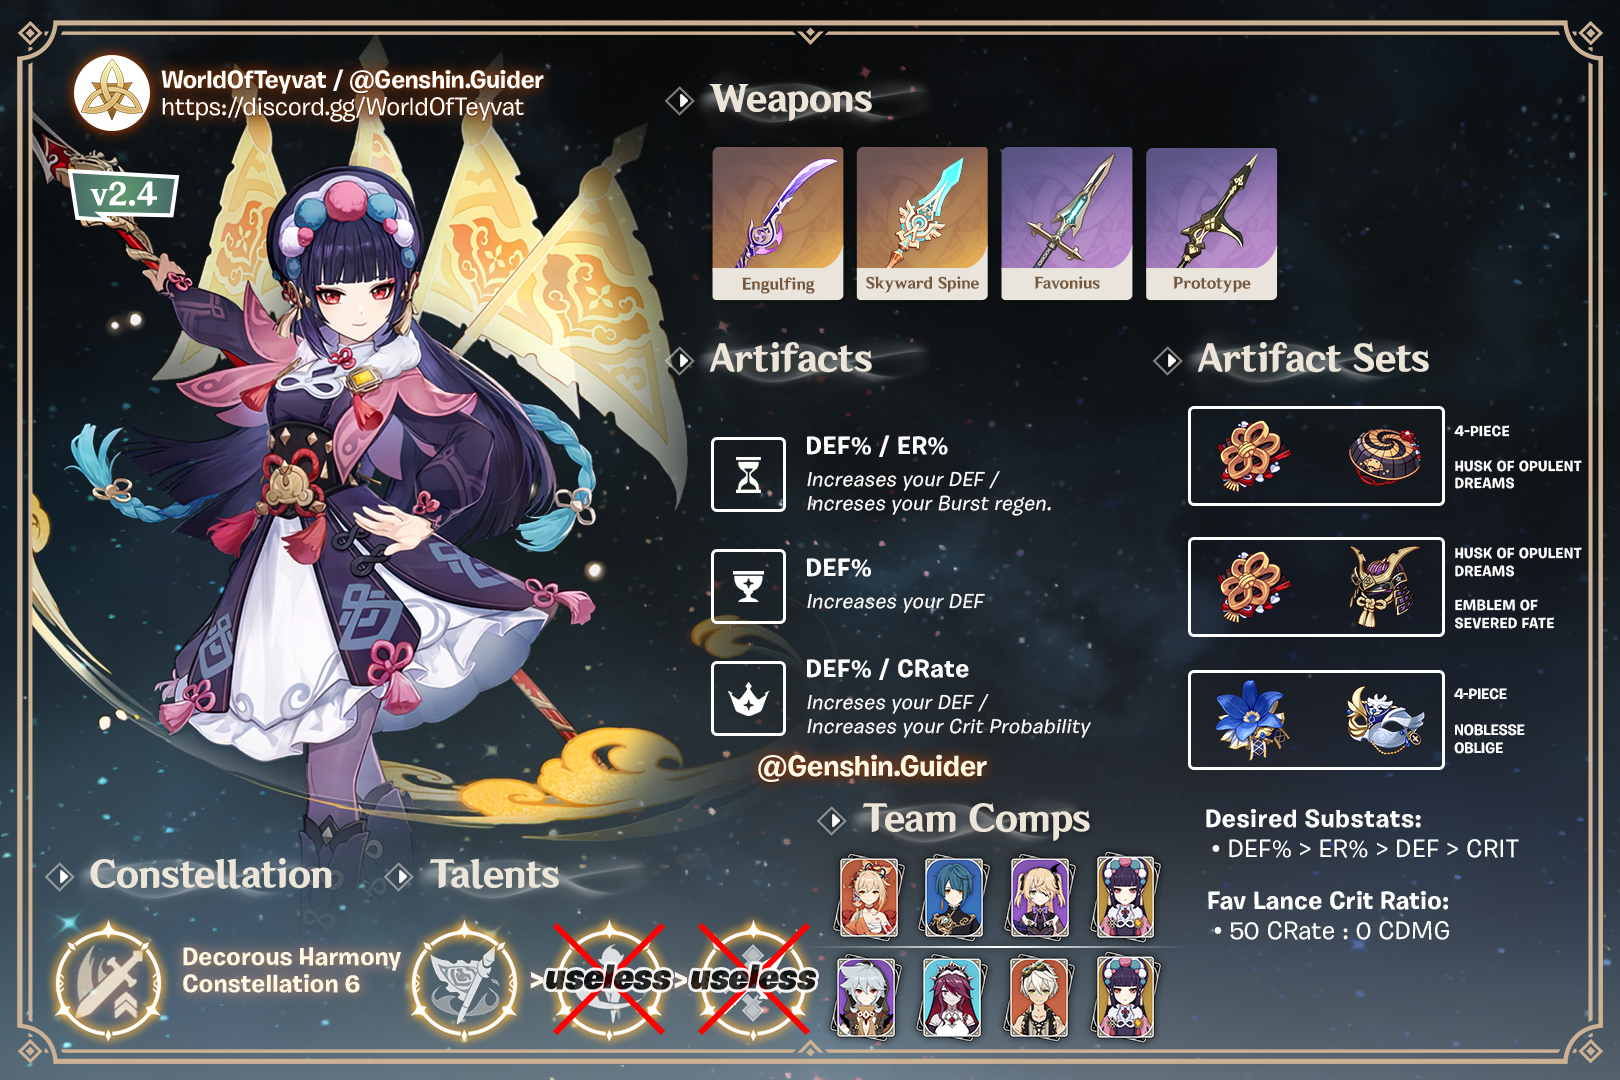 WorldOfTeyvat / @Genshin.Guider
https://discord.gg/WorldOfTeyvat
v2.4
Weapons
Engulfing
Skyward Spine
Favonius
Prototype
Artifacts
DEF% / ER%
Increases your DEF /
Increses your Burst regen.
DEF%
Increases your DEF
DEF% / CRate
Increses your DEF /
Increases your Crit Probability
@Genshin.Guider
Artifact Sets
4-PIECE
HUSK OF OPULENT
DREAMS
HUSK OF OPULENT
DREAMS
EMBLEM OF
SEVERED FATE
4-PIECE
NOBLESSE
OBLIGE
Desired Substats:
• DEF% > ER% > DEF > CRIT
Fav Lance Crit Ratio:
• 50 CRate : 0 CDMG
Team Comps
Constellation
Decorous Harmony
Constellation 6
Talents
> useless > useless